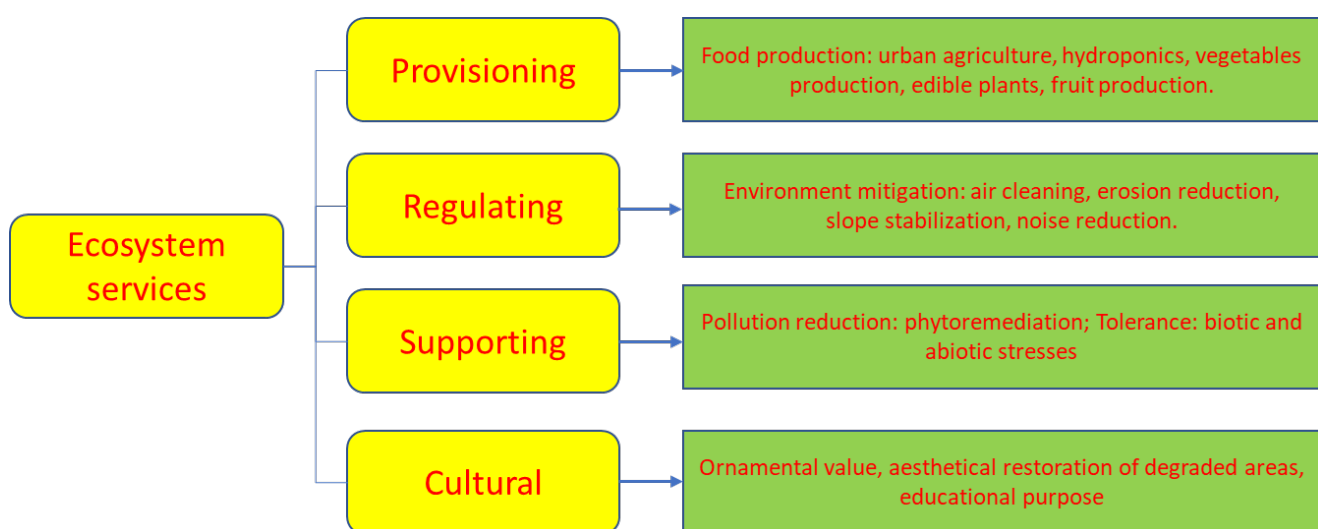 Ecosystem
services
Provisioning
Food production: urban agriculture, hydroponics, vegetables
production, edible plants, fruit production.
Regulating
Environment mitigation: air cleaning, erosion reduction,
slope stabilization, noise reduction.
Supporting
Pollution reduction: phytoremediation; Tolerance: biotic and
abiotic stresses
Cultural
Ornamental value, aesthetical restoration of degraded areas,
educational purpose